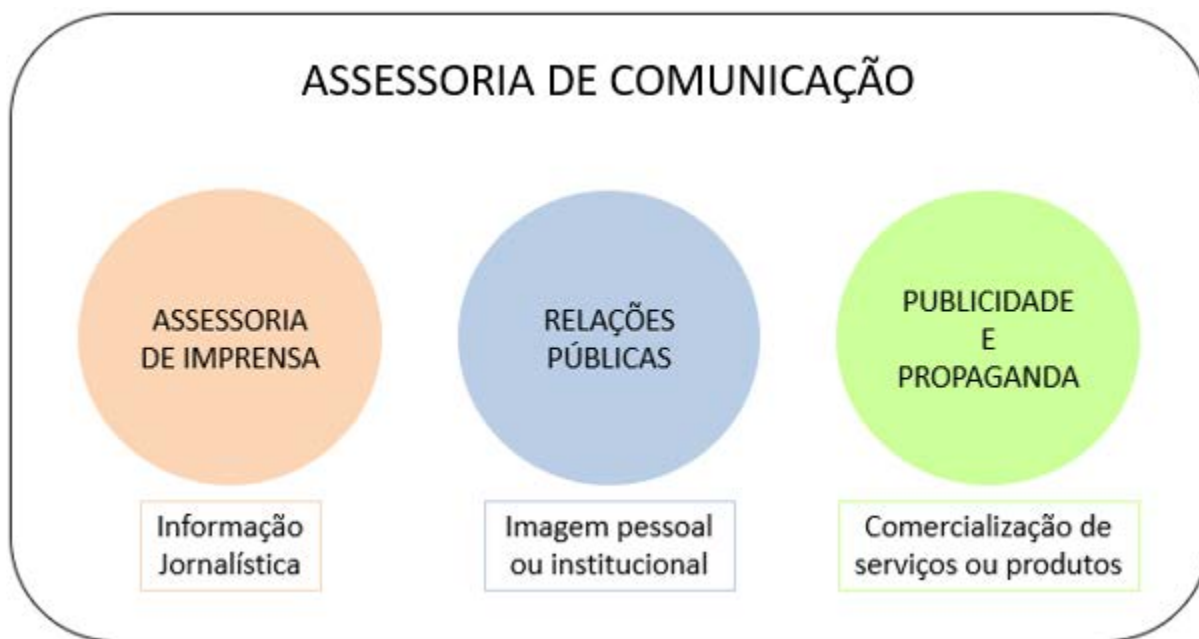 ASSESSORIA DE COMUNICAÇÃO
ASSESSORIA
DE IMPRENSA
RELAÇÕES
PÚBLICAS
PUBLICIDADE
E
PROPAGANDA
Informação
Jornalística
Imagem pessoal
ou institucional
Comercialização de
serviços ou produtos